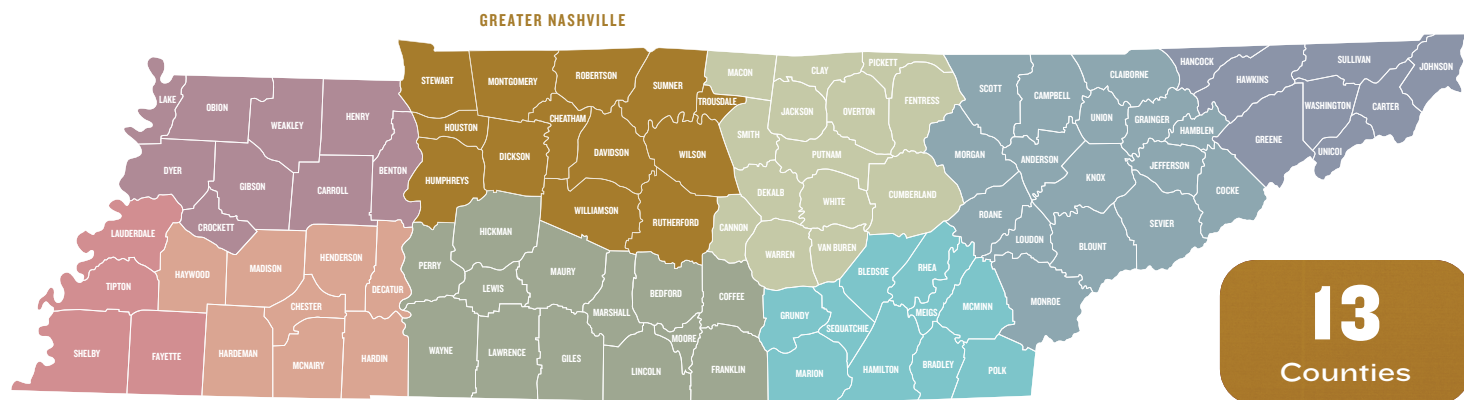 GREATER NASHVILLE
LAKE
OBION
WEAKLEY
HENRY
DYER
GIBSON
CARROLL
BENTON
CROCKETT
LAUDERDALE
TIPTON
SHELBY
FAYETTE
HAYWOOD
MADISON
HENDERSON
DECATUR
CHESTER
HARDEMAN
MCNAIRY
HARDIN
STEWART
MONTGOMERY
ROBERTSON
SUMNER
TROUSDALE
HOUSTON
CHEATHAM
DICKSON
DAVIDSON
WILSON
HUMPHREYS
WILLIAMSON
RUTHERFORD
HICKMAN
PERRY
LEWIS
MAURY
MARSHALL
BEDFORD
COFFEE
MOORE
WAYNE
LAWRENCE
GILES
LINCOLN
FRANKLIN
MACON
CLAY
PICKETT
JACKSON
OVERTON
FENTRESS
SMITH
PUTNAM
DEKALB
WHITE
CUMBERLAND
CANNON
WARREN
VAN BUREN
BLEDSOE
RHEA
MEIGS
MCMINN
GRUNDY
SEQUATCHIE
MARION
HAMILTON
BRADLEY
POLK
SCOTT
CAMPBELL
CLAIBORNE
UNION
GRAINGER
HAMBLEN
MORGAN
ANDERSON
KNOX
JEFFERSON
COCKE
ROANE
LOUDON
BLOUNT
SEVIER
MONROE
HANCOCK
HAWKINS
SULLIVAN
JOHNSON
WASHINGTON
CARTER
GREENE
UNICOI
13
Counties